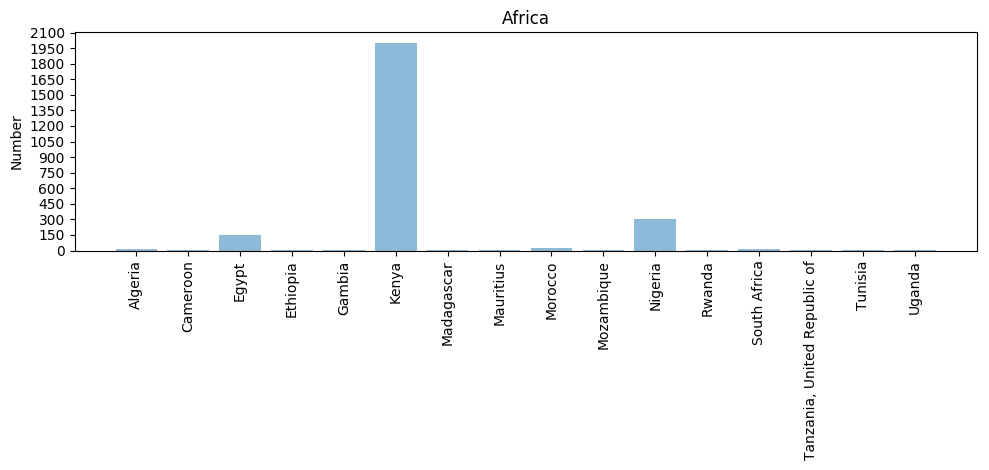 Africa
Number
2100
1950
1800
1650
1500
1350
1200
1050
900
750
600
450
300
150
0
Algeria
Cameroon
Egypt
Ethiopia
Gambia
Kenya
Madagascar
Mauritius
Morocco
Mozambique
Nigeria
Rwanda
South Africa
Tanzania, United Republic of
Tunisia
Uganda